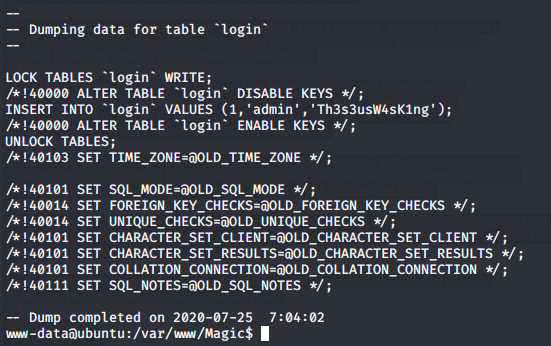 --
-- Dumping data for table `login`
--
LOCK TABLES `login` WRITE;
/*!40000 ALTER TABLE `login` DISABLE KEYS */;
INSERT INTO `login` VALUES (1,'admin','Th3s3usW4sK1ng');
/*!40000 ALTER TABLE `login` ENABLE KEYS */;
UNLOCK TABLES;
/*!40103 SET TIME_ZONE=@OLD_TIME_ZONE */;
/*!40101 SET SQL_MODE=@OLD_SQL_MODE */;
/*!40014 SET FOREIGN_KEY_CHECKS=@OLD_FOREIGN_KEY_CHECKS */;
/*!40014 SET UNIQUE_CHECKS=@OLD_UNIQUE_CHECKS */;
/*!40101 SET CHARACTER_SET_CLIENT=@OLD_CHARACTER_SET_CLIENT */;
/*!40101 SET CHARACTER_SET_RESULTS=@OLD_CHARACTER_SET_RESULTS */;
/*!40101 SET COLLATION_CONNECTION=@OLD_COLLATION_CONNECTION */;
/*!40111 SET SQL_NOTES=@OLD_SQL_NOTES */;
-- Dump completed on 2020-07-25  7:04:02
www-data@ubuntu:/var/www/Magic$